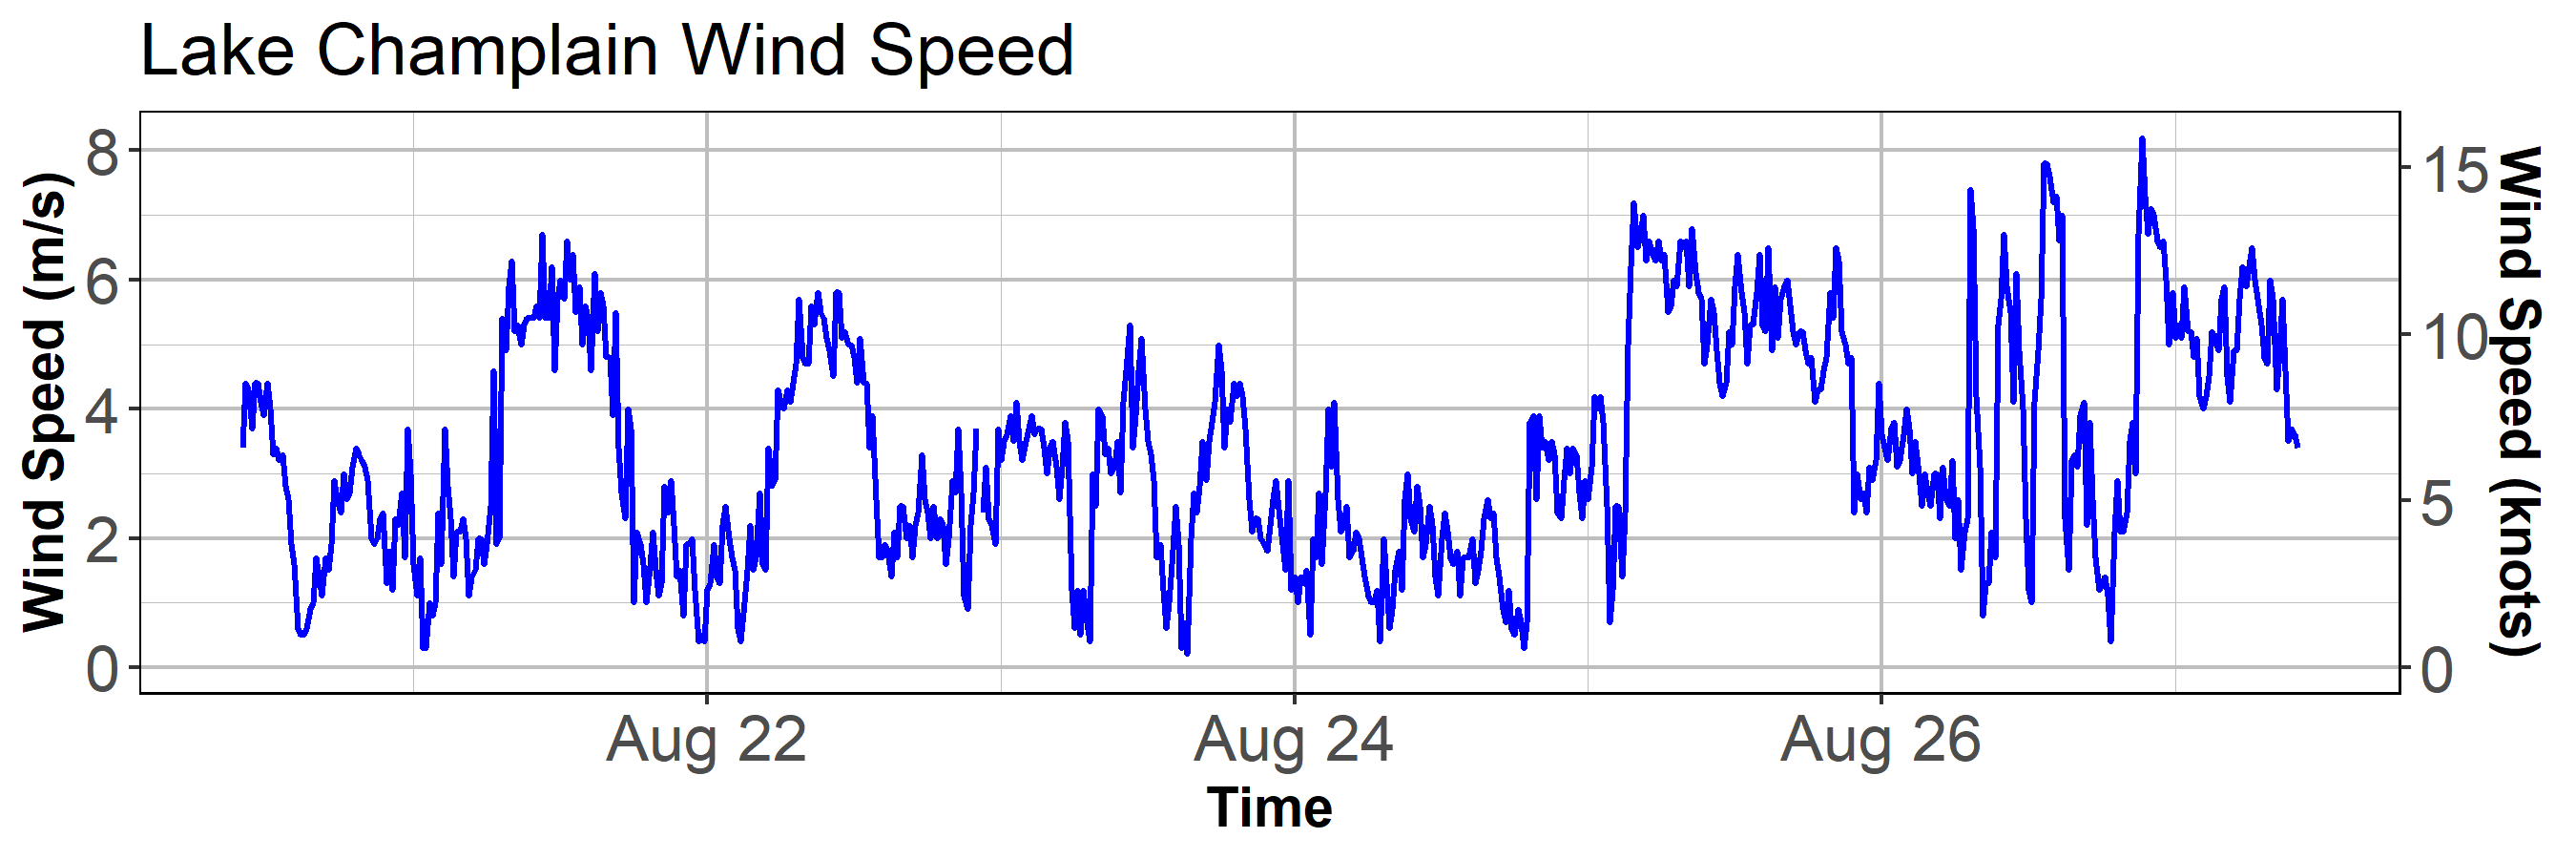 Lake Champlain Wind Speed
Wind Speed (m/s)
8
6
4
2
0
15
10
5
0
Wind Speed (knots)
Aug 22
Aug 24
Aug 26
Time